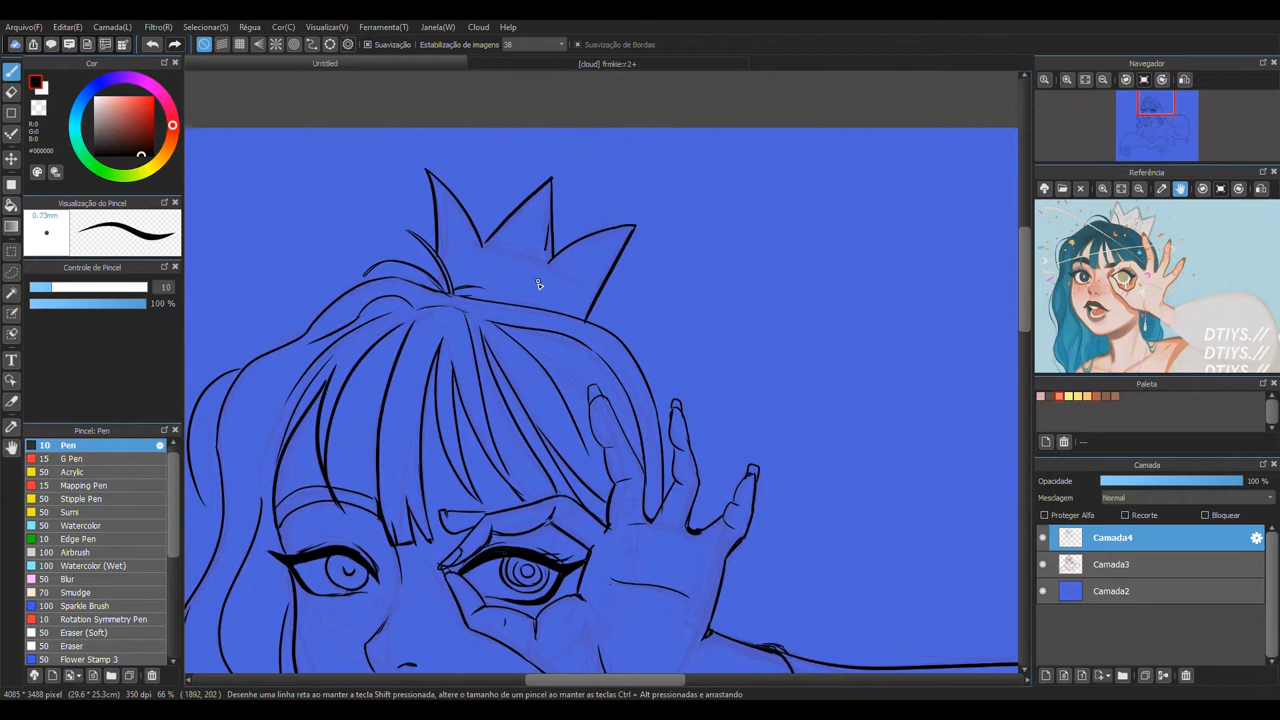 Arquivo(F) Editar(E) Camada(L) Filtro(R) Selecionar(S) Régua Cor(C) Visualizar(V) Ferramenta(T) Janela(W) Cloud Help
Suavização Estabilização de imagens 38 Suavização de Bordas
Cor
Untitled
[cloud] frmkie:r2+
Navegador
R:0
G:0
B:0
#000000
Referência
Visualização do Pincel
0.73mm
Controle de Pincel
10
100 %
DTIYS.//
DTIYS.//
DTIYS.//
Paleta
---
Pincel: Pen
10 Pen
15 G Pen
50 Acrylic
15 Mapping Pen
50 Stipple Pen
50 Sumi
100 Watercolor
10 Edge Pen
100 Airbrush
100 Watercolor (Wet)
50 Blur
70 Smudge
100 Sparkle Brush
10 Rotation Symmetry Pen
50 Eraser (Soft)
50 Eraser
50 Flower Stamp 3
Camada
Opacidade 100 %
Mesclagem Normal
Proteger Alfa Recorte Bloquear
Camada4
Camada3
Camada2
4085 * 3488 pixel (29.6 * 25.3cm) 350 dpi 66 % ( 1892, 202 ) Desenhe uma linha reta ao manter a tecla Shift pressionada, altere o tamanho de um pincel ao manter as teclas Ctrl + Alt pressionadas e arrastando